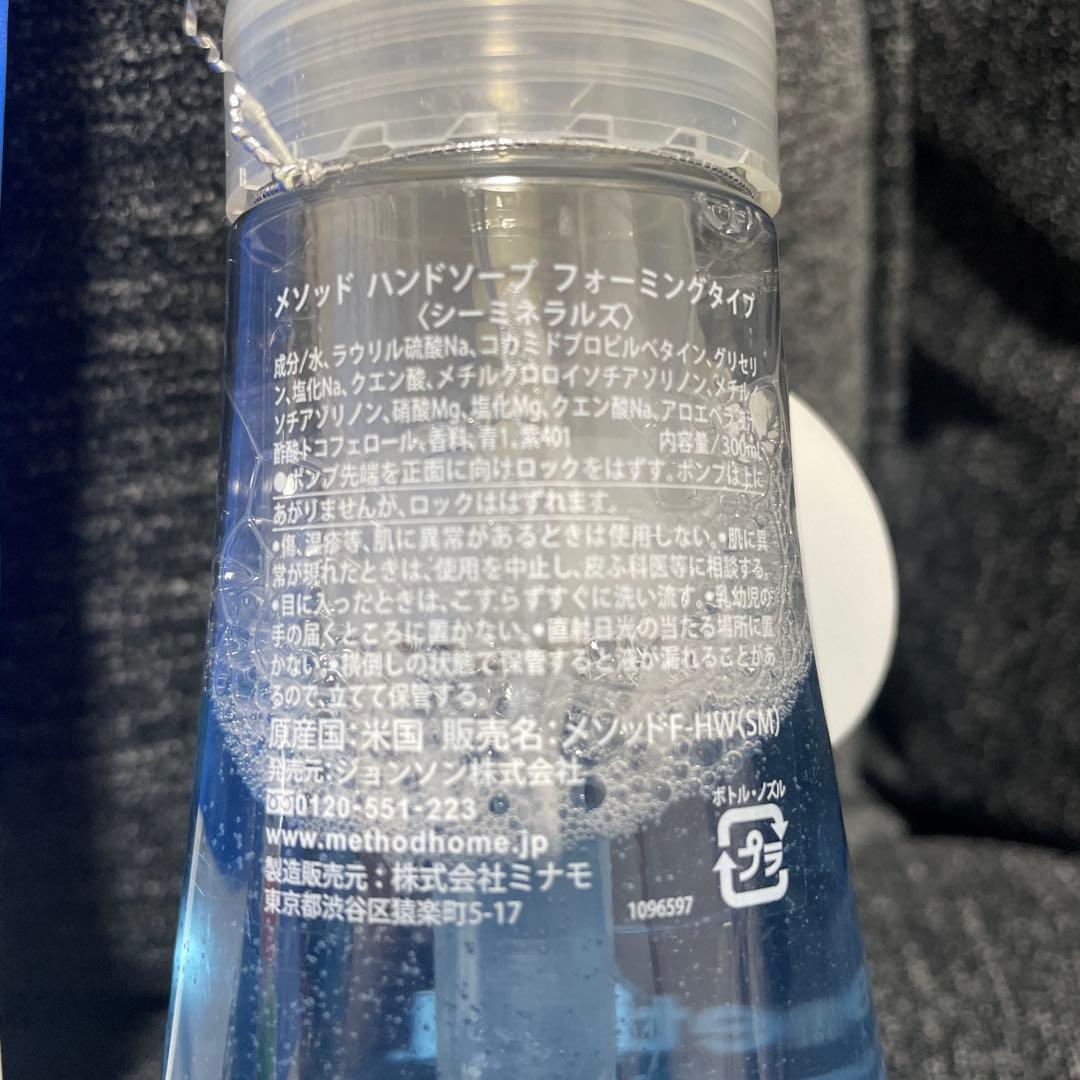 メソッド ハンドソープ フォーミングタイプ
〈シーミネラルズ〉
成分/水、ラウリル硫酸Na、コカミドプロピルベタイン、グリセリ
ン、塩化Na、クエン酸、メチルクロロイソチアゾリノン、メチルイ
ソチアゾリノン、硝酸Mg、塩化Mg、クエン酸Na、アロエベラ液汁、
酢酸トコフェロール、香料、青1、紫401 内容量/300mL
●ポンプ先端を正面に向けロックをはずす。ポンプは上に
あがりませんが、ロックははずれます。
•傷、湿疹等、肌に異常があるときは使用しない。•肌に異
常が現れたときは、使用を中止し、皮ふ科医等に相談する。
•目に入ったときは、こすらずすぐに洗い流す。•乳幼児の
手の届くところに置かない。•直射日光の当たる場所に置
かない。•横倒しの状態で保管すると液が漏れることがあ
るので、立てて保管する。
原産国:米国 販売名:メソッドF-HW(SM)
発売元:ジョンソン株式会社
0120-551-223
www.methodhome.jp
製造販売元:株式会社ミナモ
東京都渋谷区猿楽町5-17
1096597
ボトル・ノズル
プラ